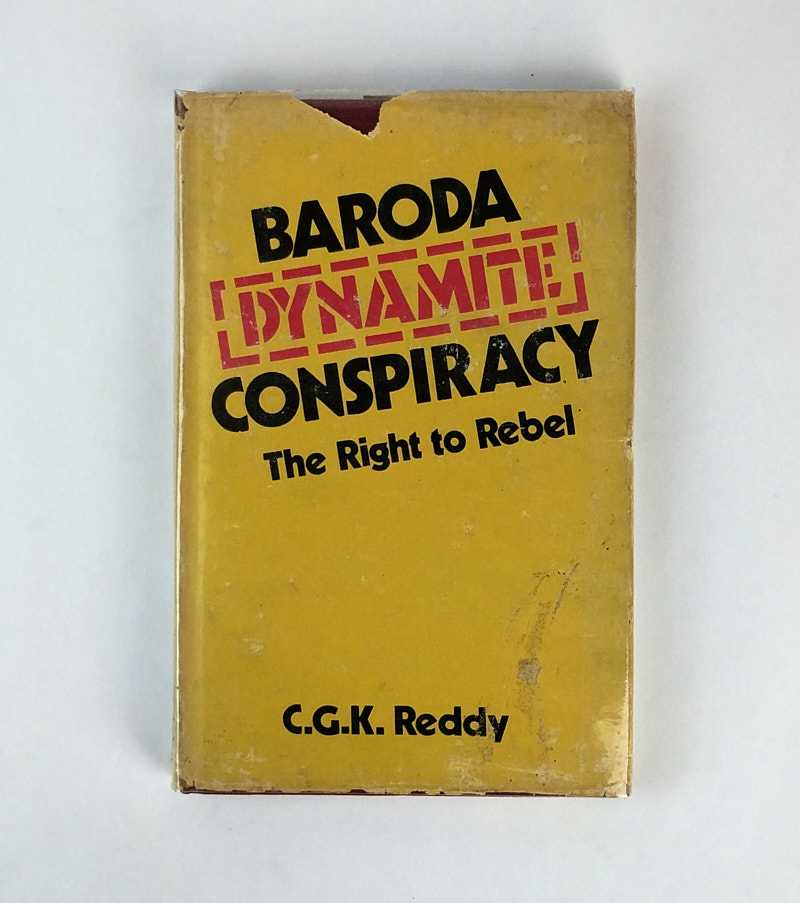 BARODA
DYNAMITE
CONSPIRACY
The Right to Rebel
C.G.K. Reddy